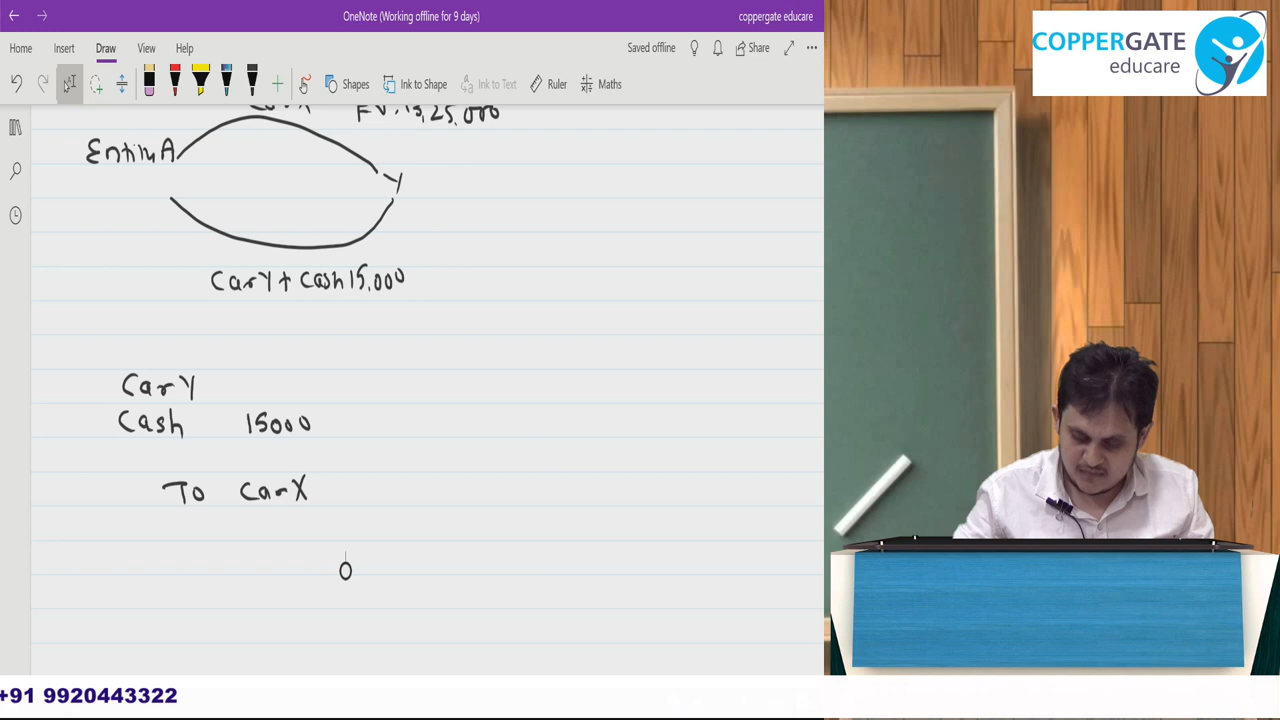 OneNote (Working offline for 9 days)
coppergate educare
Home Insert Draw View Help
Saved offline
Share
Shapes
Ink to Shape
Ink to Text
Ruler
Maths
COPPERGATE
educare
FV. 13,25,000
Entity A
Y
Car Y + Cash 15,000
Car Y
Cash 15000
To Car X
0
+91 9920443322